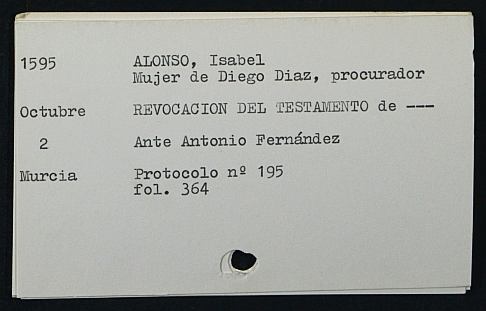 1595 ALONSO, Isabel
Mujer de Diego Diaz, procurador
Octubre REVOCACION DEL TESTAMENTO de ---
2 Ante Antonio Fernández
Murcia Protocolo nº 195
fol. 364